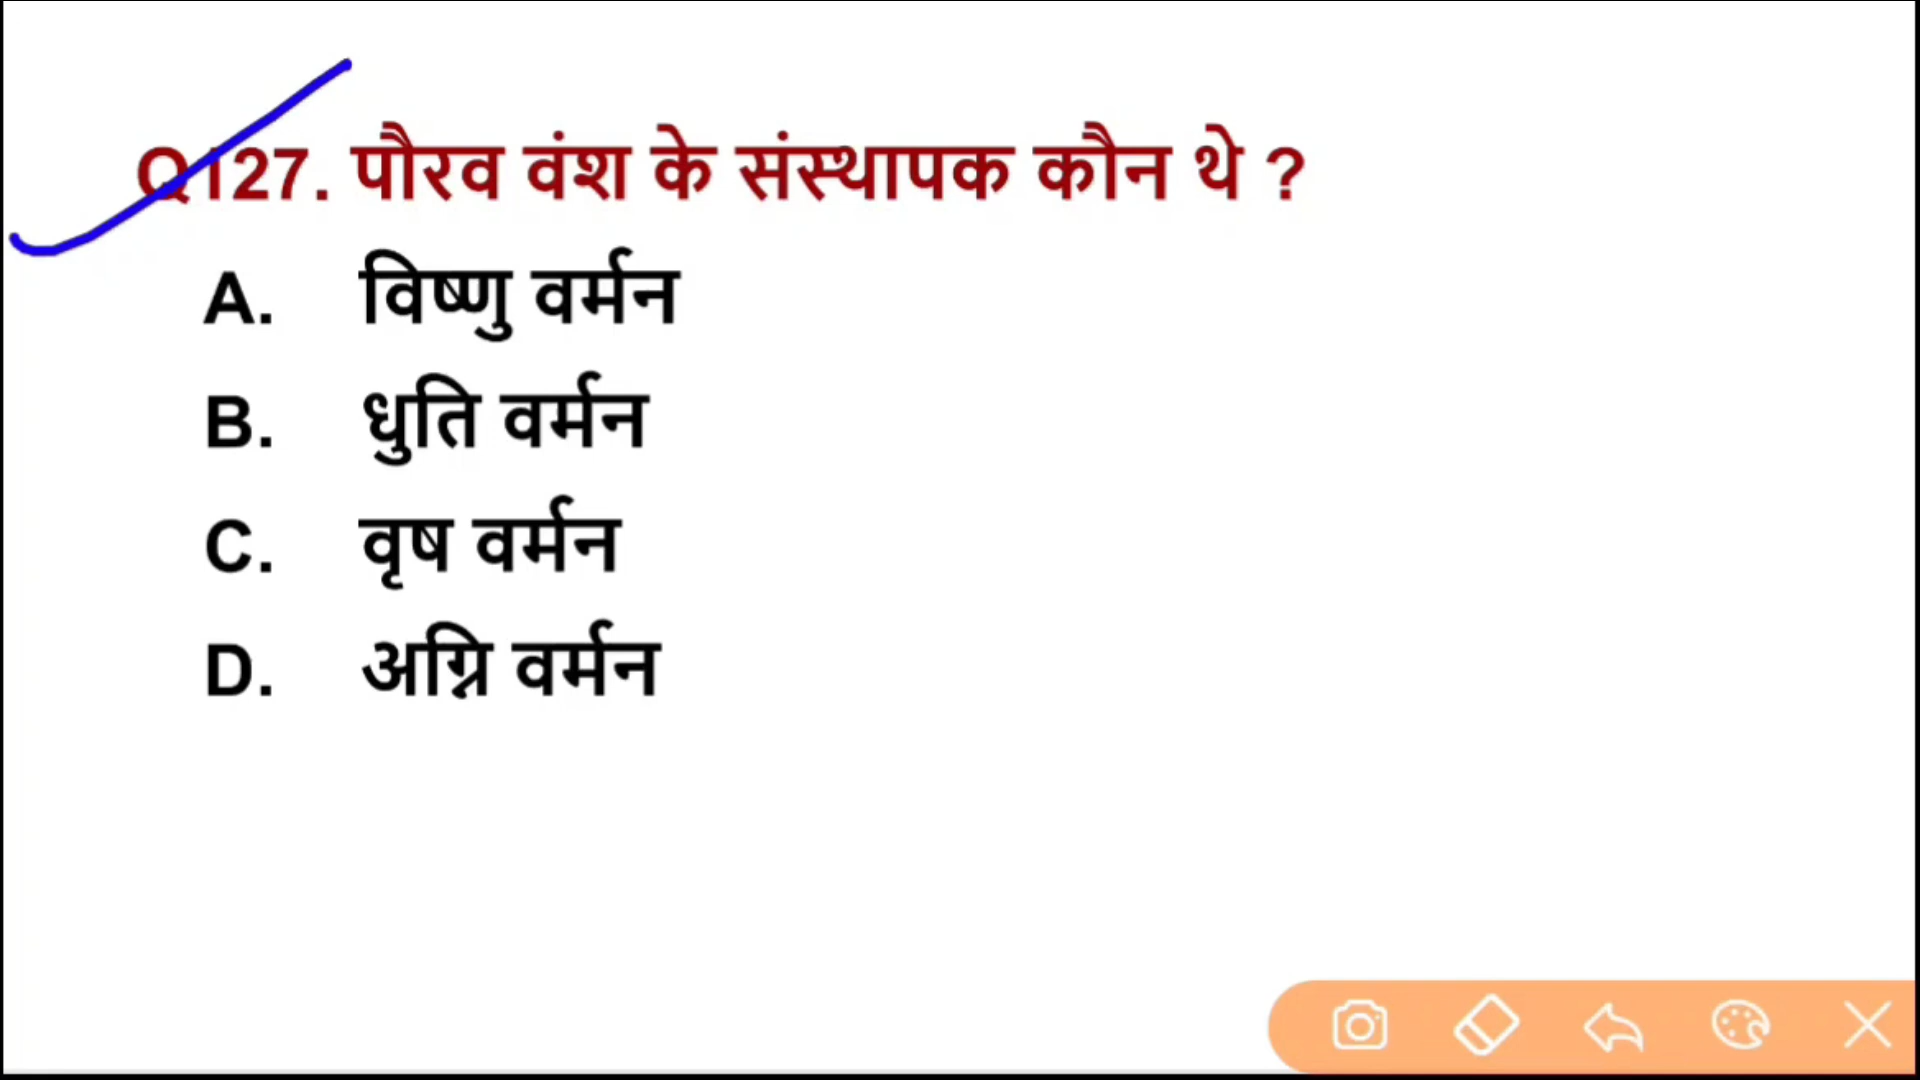 Q127. पौरव वंश के संस्थापक कौन थे ?
A. विष्णु वर्मन
B. धुति वर्मन
C. वृष वर्मन
D. अग्नि वर्मन